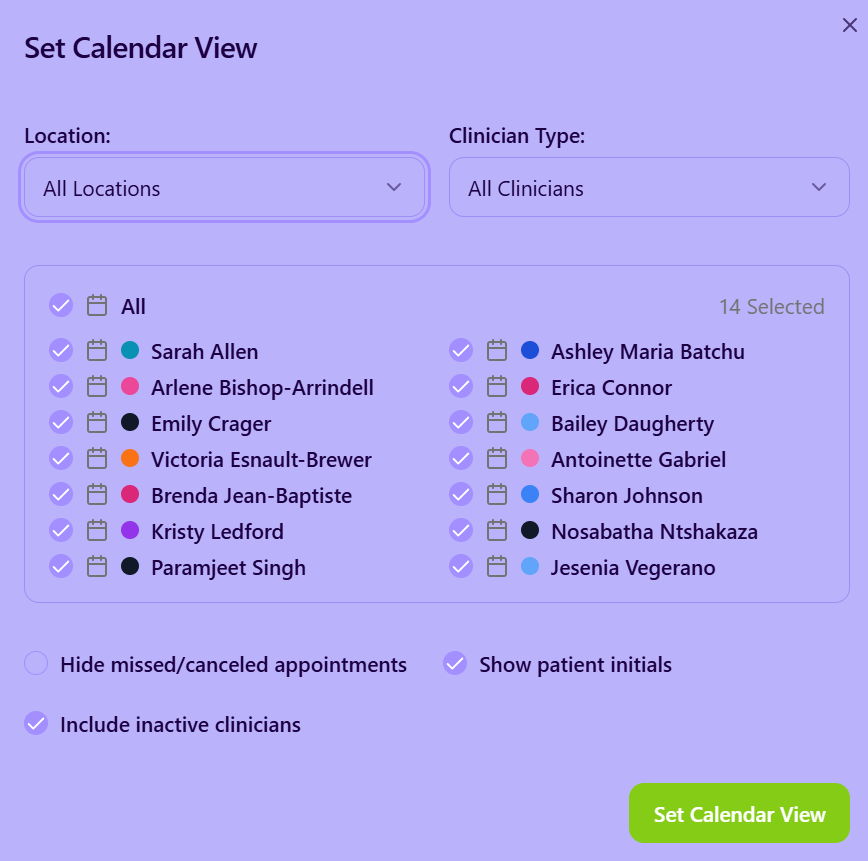 Set Calendar View
Location:
Clinician Type:
All Locations
All Clinicians
All
14 Selected
Sarah Allen
Ashley Maria Batchu
Arlene Bishop-Arrindell
Erica Connor
Emily Crager
Bailey Daugherty
Victoria Esnault-Brewer
Antoinette Gabriel
Brenda Jean-Baptiste
Sharon Johnson
Kristy Ledford
Nosabatha Ntshakaza
Paramjeet Singh
Jesenia Vegerano
Hide missed/canceled appointments
Show patient initials
Include inactive clinicians
Set Calendar View